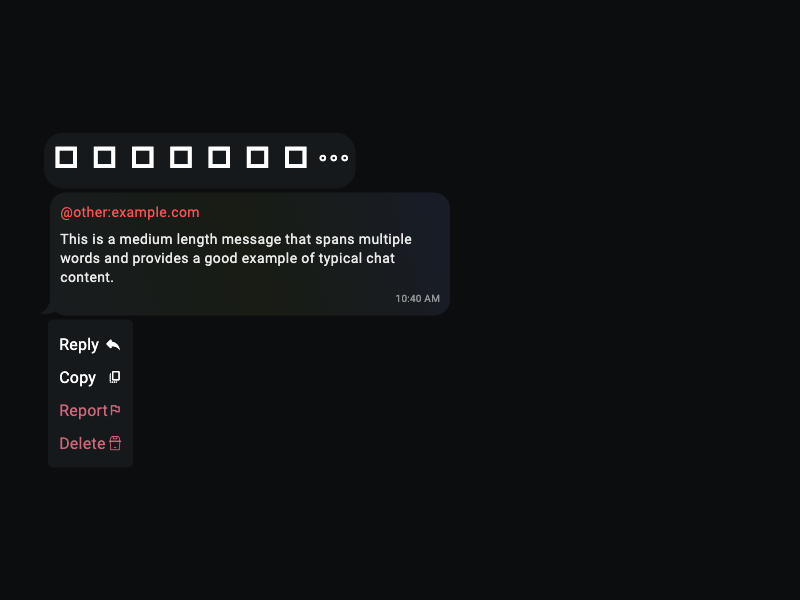 @other:example.com
This is a medium length message that spans multiple
words and provides a good example of typical chat
content.
10:40 AM
Reply
Copy
Report
Delete